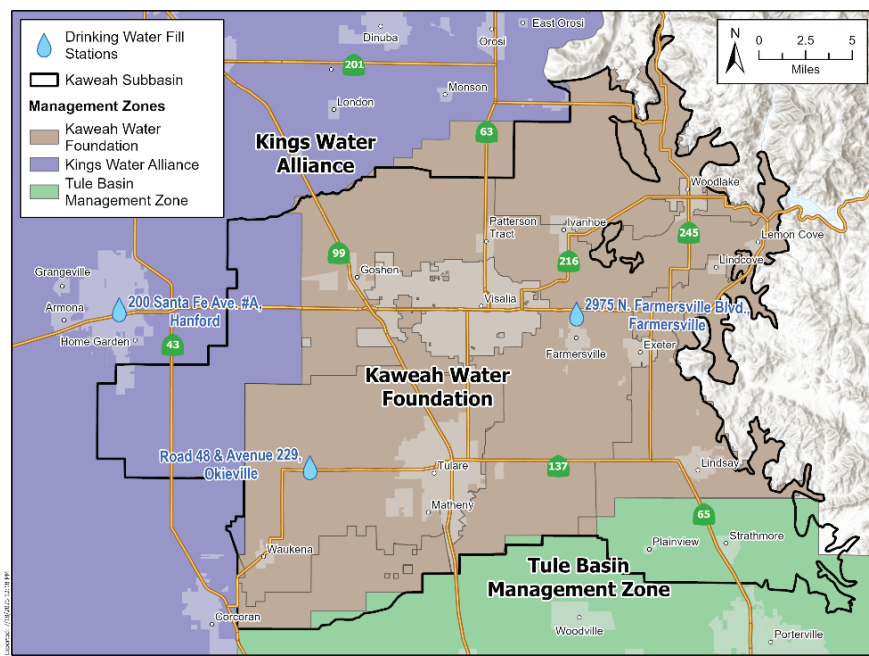 Drinking Water Fill
Stations
Kaweah Subbasin
Management Zones
Kaweah Water
Foundation
Kings Water Alliance
Tule Basin
Management Zone
N
0 2.5 5
Miles
Dinuba
Orosi
East Orosi
201
London
Monson
63
Kings Water
Alliance
Woodlake
Patterson
Tract
Ivanhoe
245
Lemon Cove
99
216
Lindcove
Grangeville
Goshen
Armona
200 Santa Fe Ave. #A,
Hanford
Visalia
2975 N. Farmersville Blvd.,
Farmersville
Home Garden
43
Farmersville
Exeter
Kaweah Water
Foundation
Road 48 & Avenue 229,
Okieville
Tulare
137
Lindsay
Matheny
65
Waukena
Plainview
Strathmore
Tule Basin
Management Zone
Corcoran
Woodville
Porterville